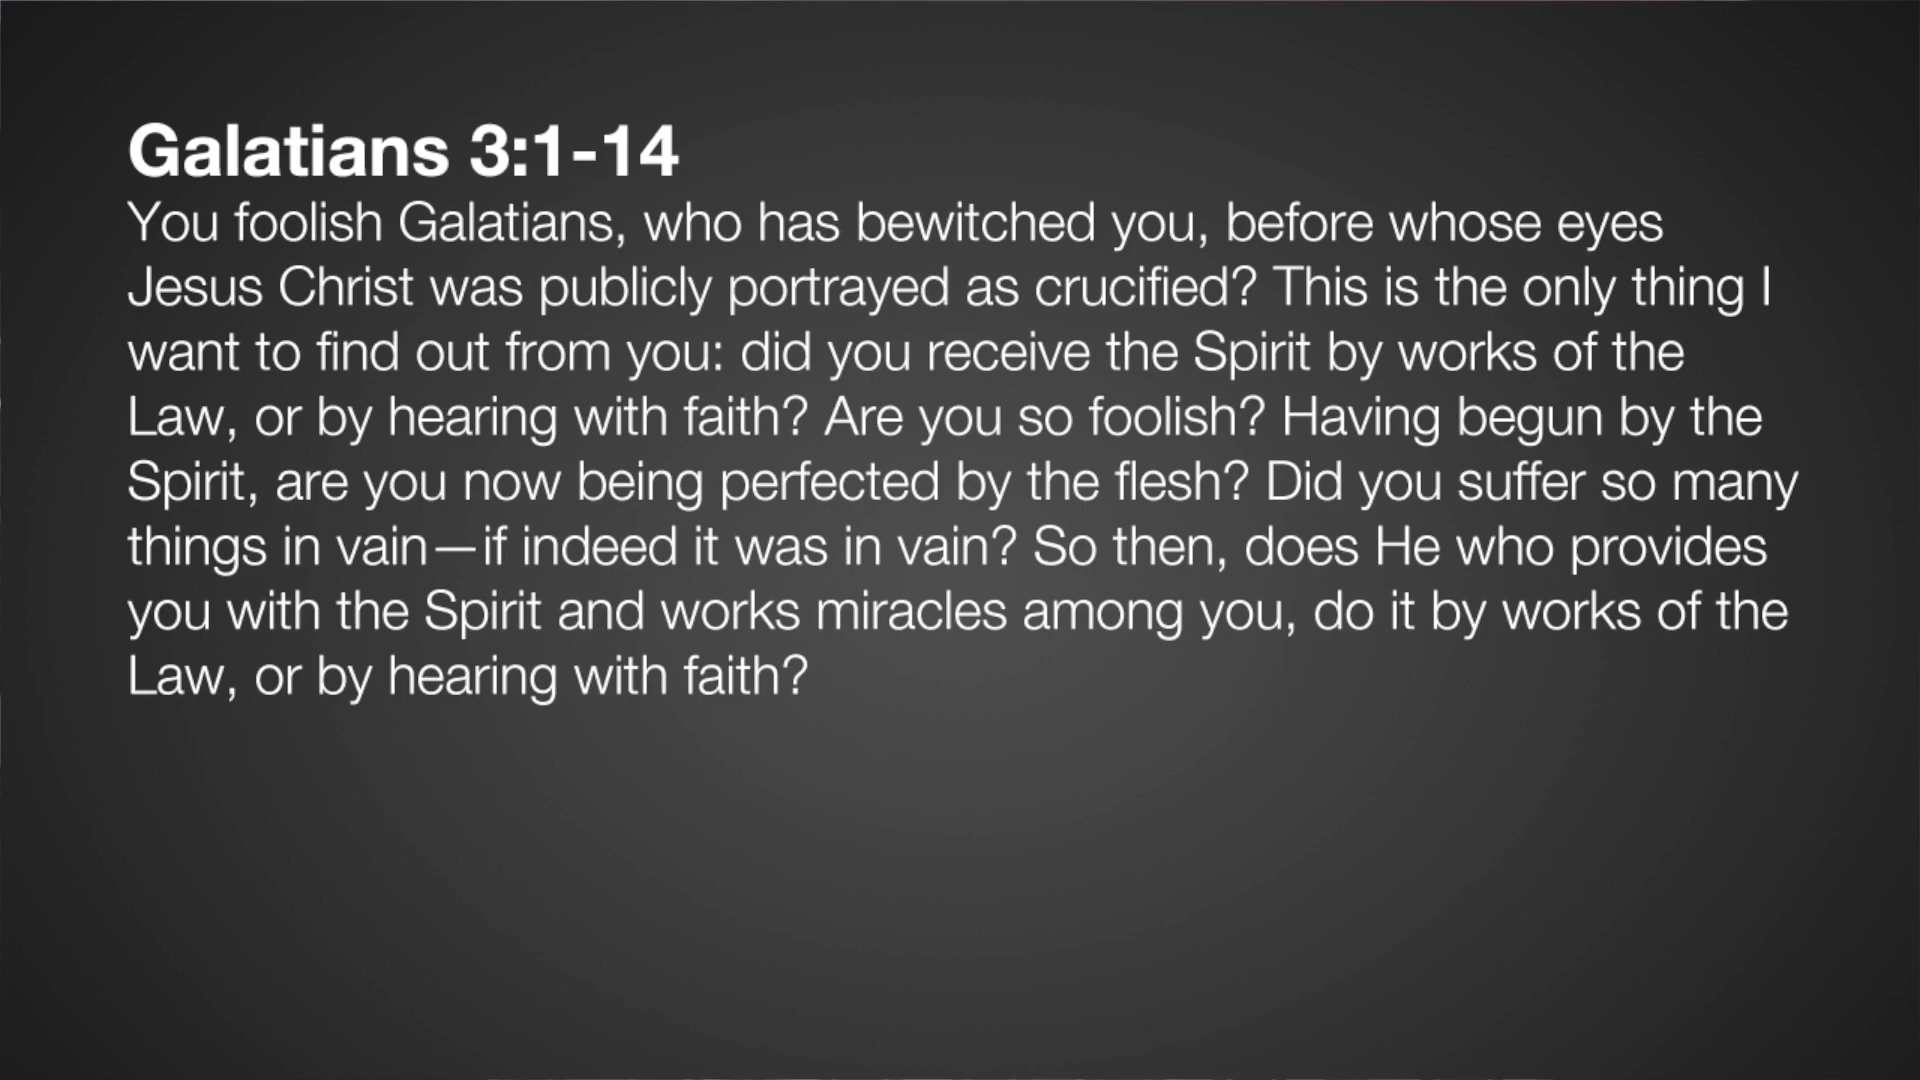 Galatians 3:1-14
You foolish Galatians, who has bewitched you, before whose eyes
Jesus Christ was publicly portrayed as crucified? This is the only thing I
want to find out from you: did you receive the Spirit by works of the
Law, or by hearing with faith? Are you so foolish? Having begun by the
Spirit, are you now being perfected by the flesh? Did you suffer so many
things in vain—if indeed it was in vain? So then, does He who provides
you with the Spirit and works miracles among you, do it by works of the
Law, or by hearing with faith?